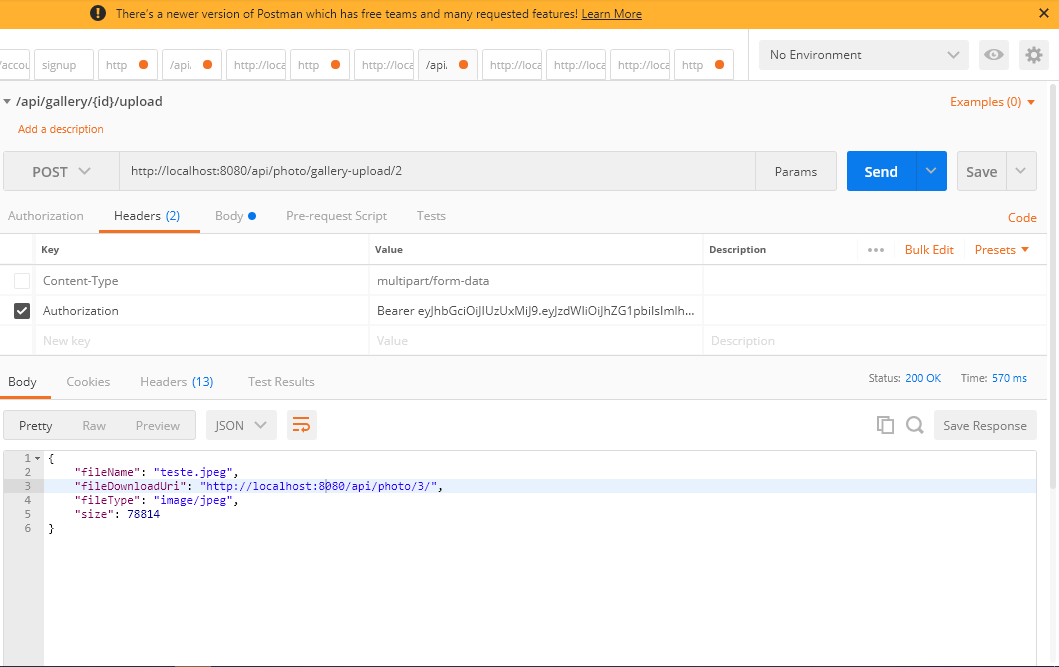 There's a newer version of Postman which has free teams and many requested features! Learn More
/accou signup http /api. http://loca http http://loca /api. http://loca http://loca http://loca http No Environment
/api/gallery/{id}/upload Examples (0)
Add a description
POST http://localhost:8080/api/photo/gallery-upload/2 Params Send Save
Authorization Headers (2) Body Pre-request Script Tests Code
Key Value Description ••• Bulk Edit Presets
Content-Type multipart/form-data
Authorization Bearer eyJhbGciOiJIUzUxMiJ9.eyJzdWIiOiJhZG1pbiIsImlh...
New key Value Description
Body Cookies Headers (13) Test Results Status: 200 OK Time: 570 ms
Pretty Raw Preview JSON Save Response
1 {
2 "fileName": "teste.jpeg",
3 "fileDownloadUri": "http://localhost:8080/api/photo/3/",
4 "fileType": "image/jpeg",
5 "size": 78814
6 }